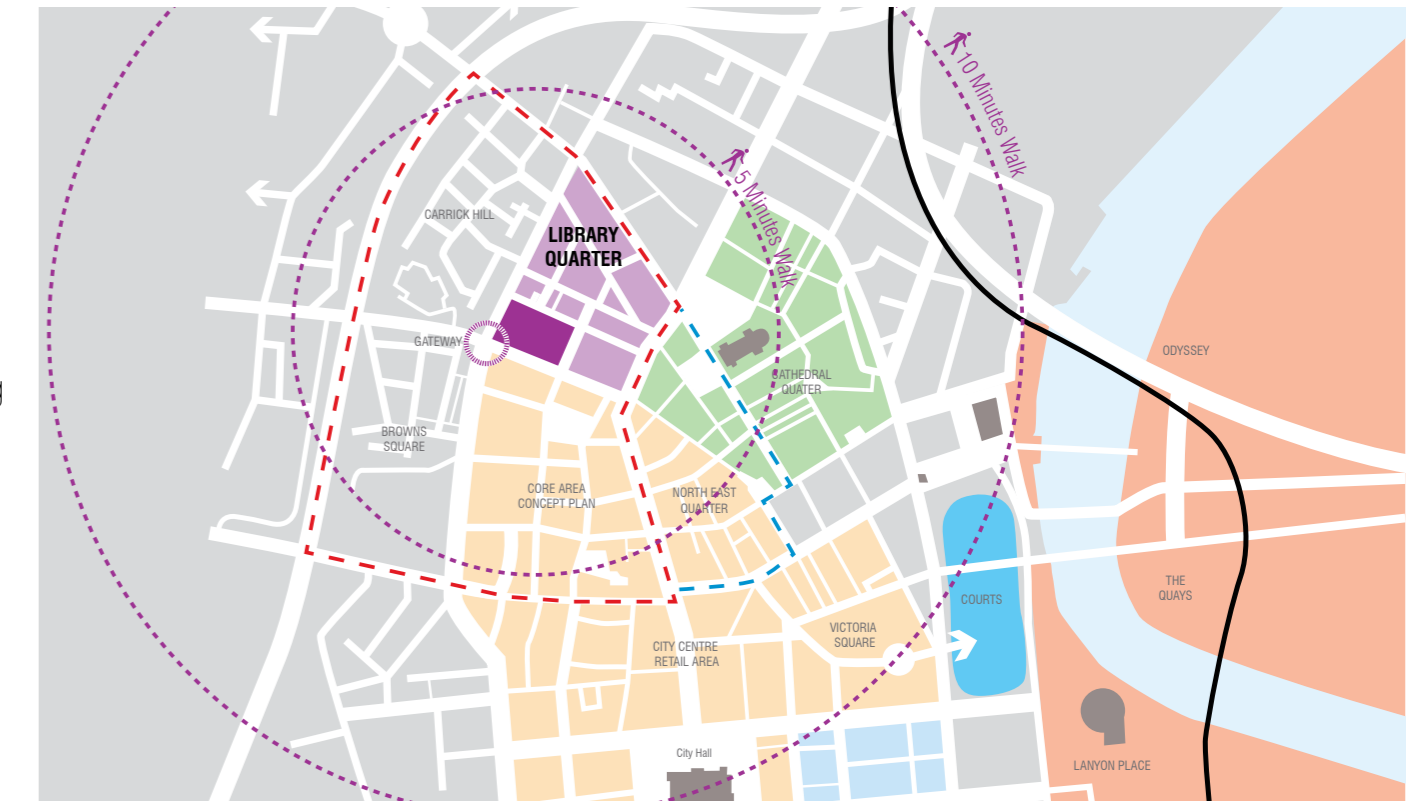 10 Minutes Walk
5 Minutes Walk
CARRICK HILL
LIBRARY
QUARTER
GATEWAY
ODYSSEY
CATHEDRAL
QUATER
BROWNS
SQUARE
CORE AREA
CONCEPT PLAN
NORTH EAST
QUARTER
THE
QUAYS
COURTS
VICTORIA
SQUARE
CITY CENTRE
RETAIL AREA
City Hall
LANYON PLACE